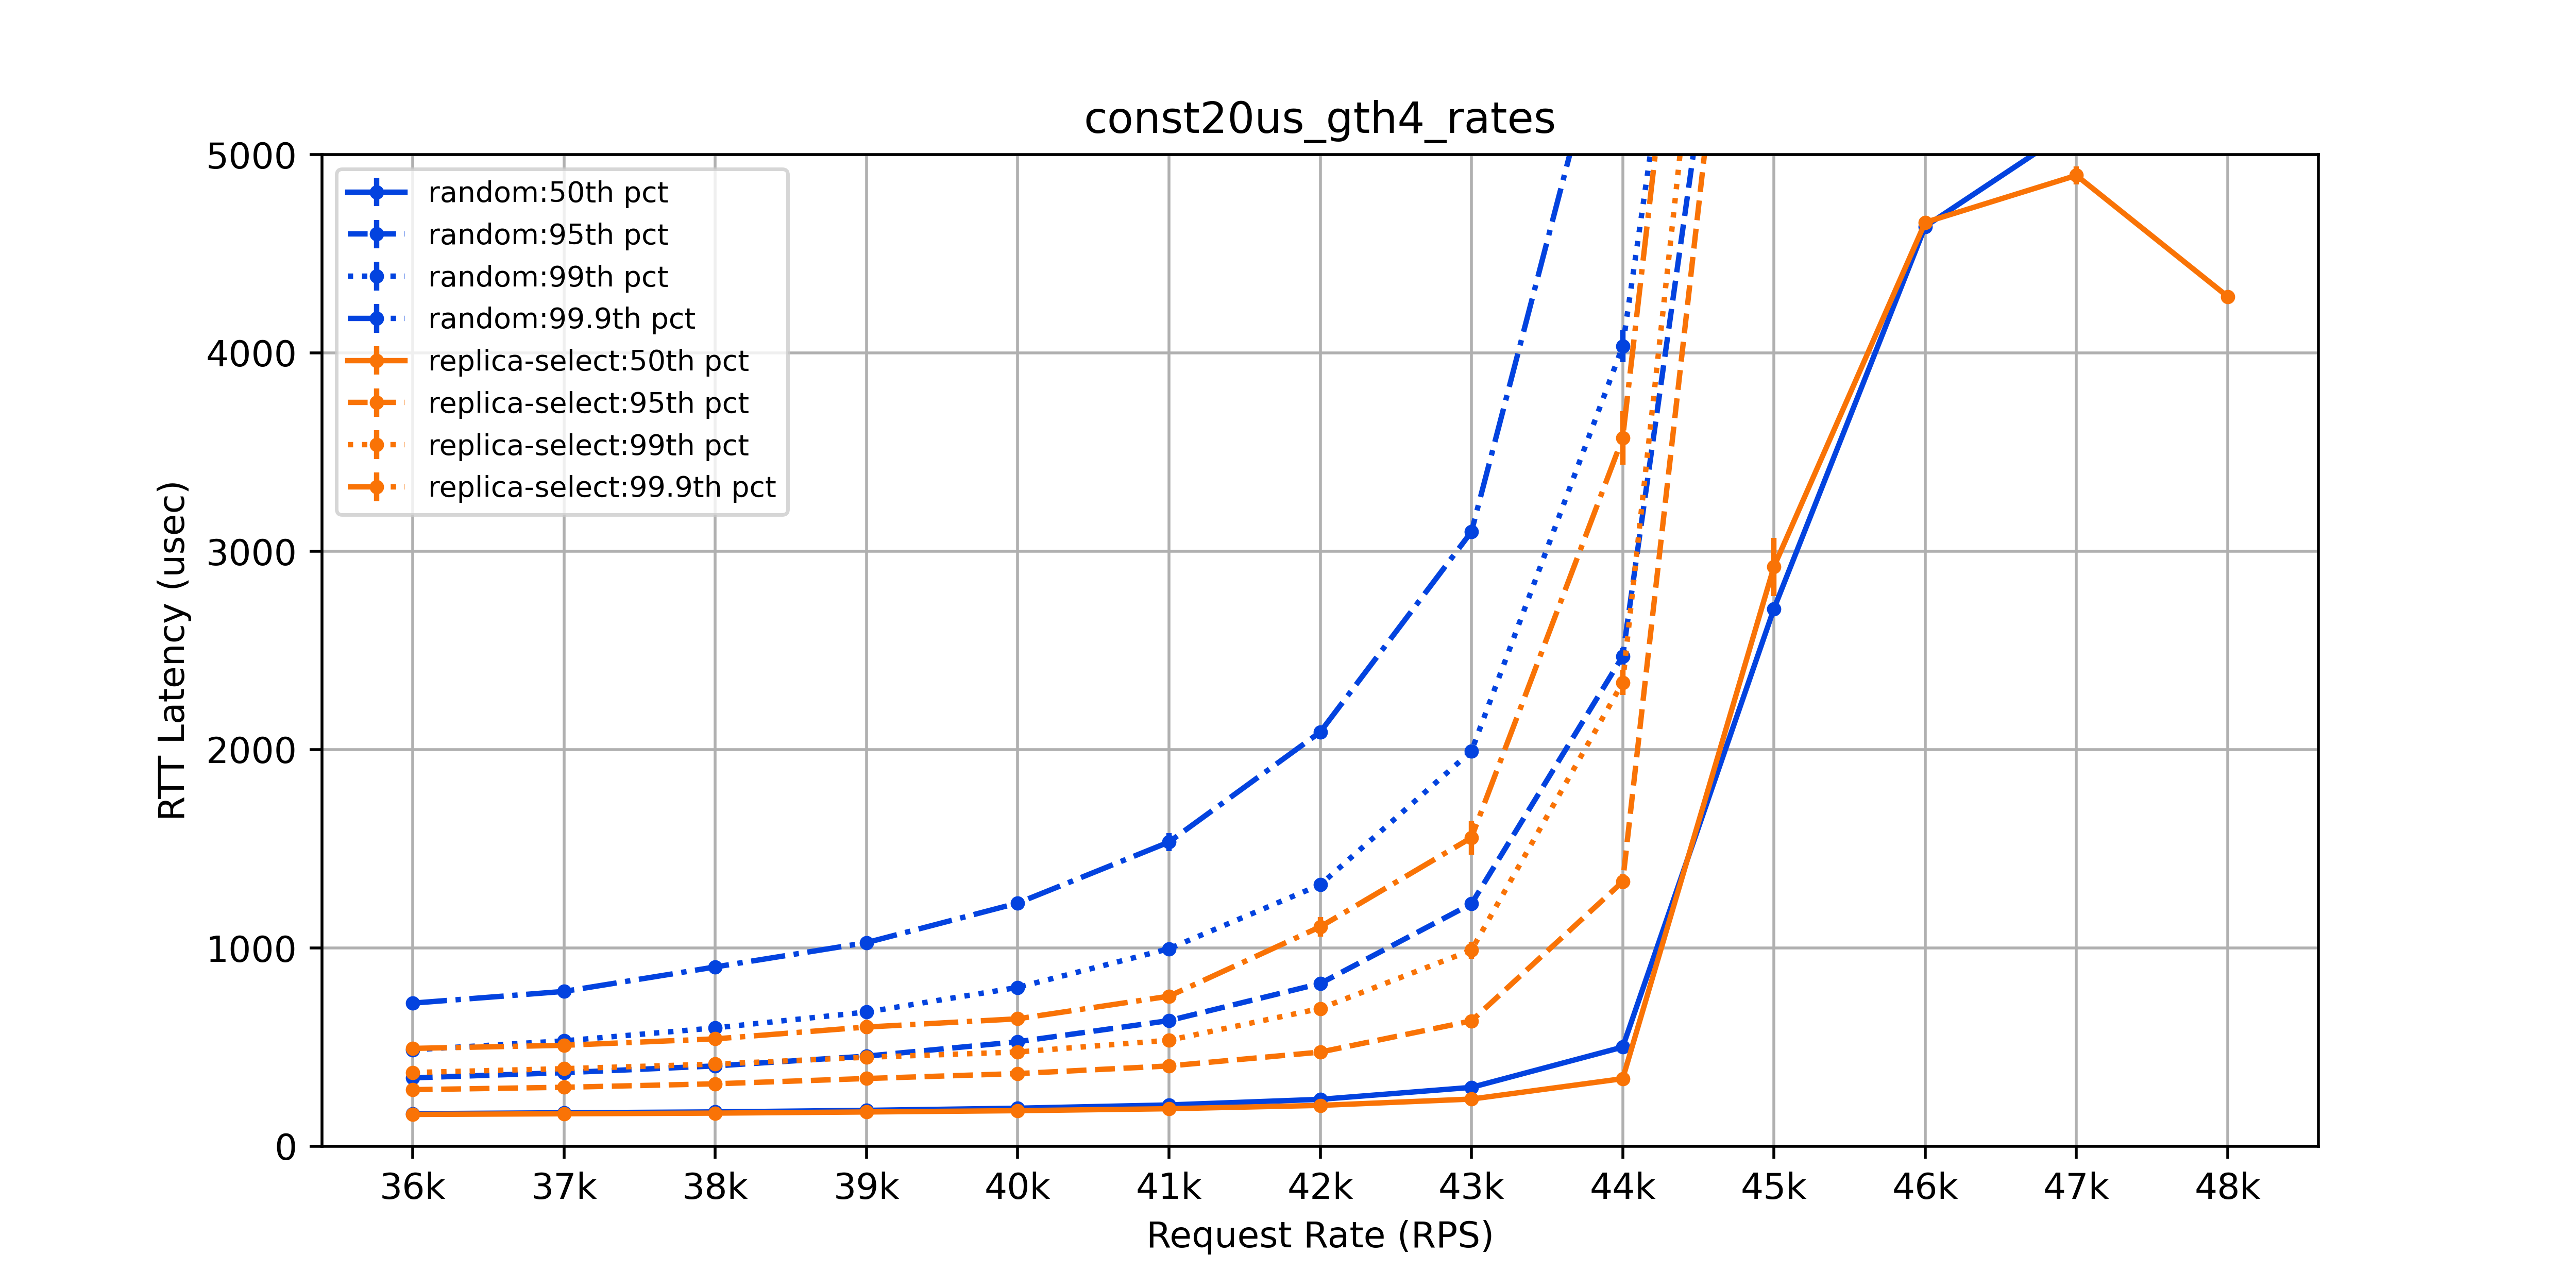 const20us_gth4_rates
5000
4000
3000
2000
1000
0
RTT Latency (usec)
random:50th pct
random:95th pct
random:99th pct
random:99.9th pct
replica-select:50th pct
replica-select:95th pct
replica-select:99th pct
replica-select:99.9th pct
36k 37k 38k 39k 40k 41k 42k 43k 44k 45k 46k 47k 48k
Request Rate (RPS)